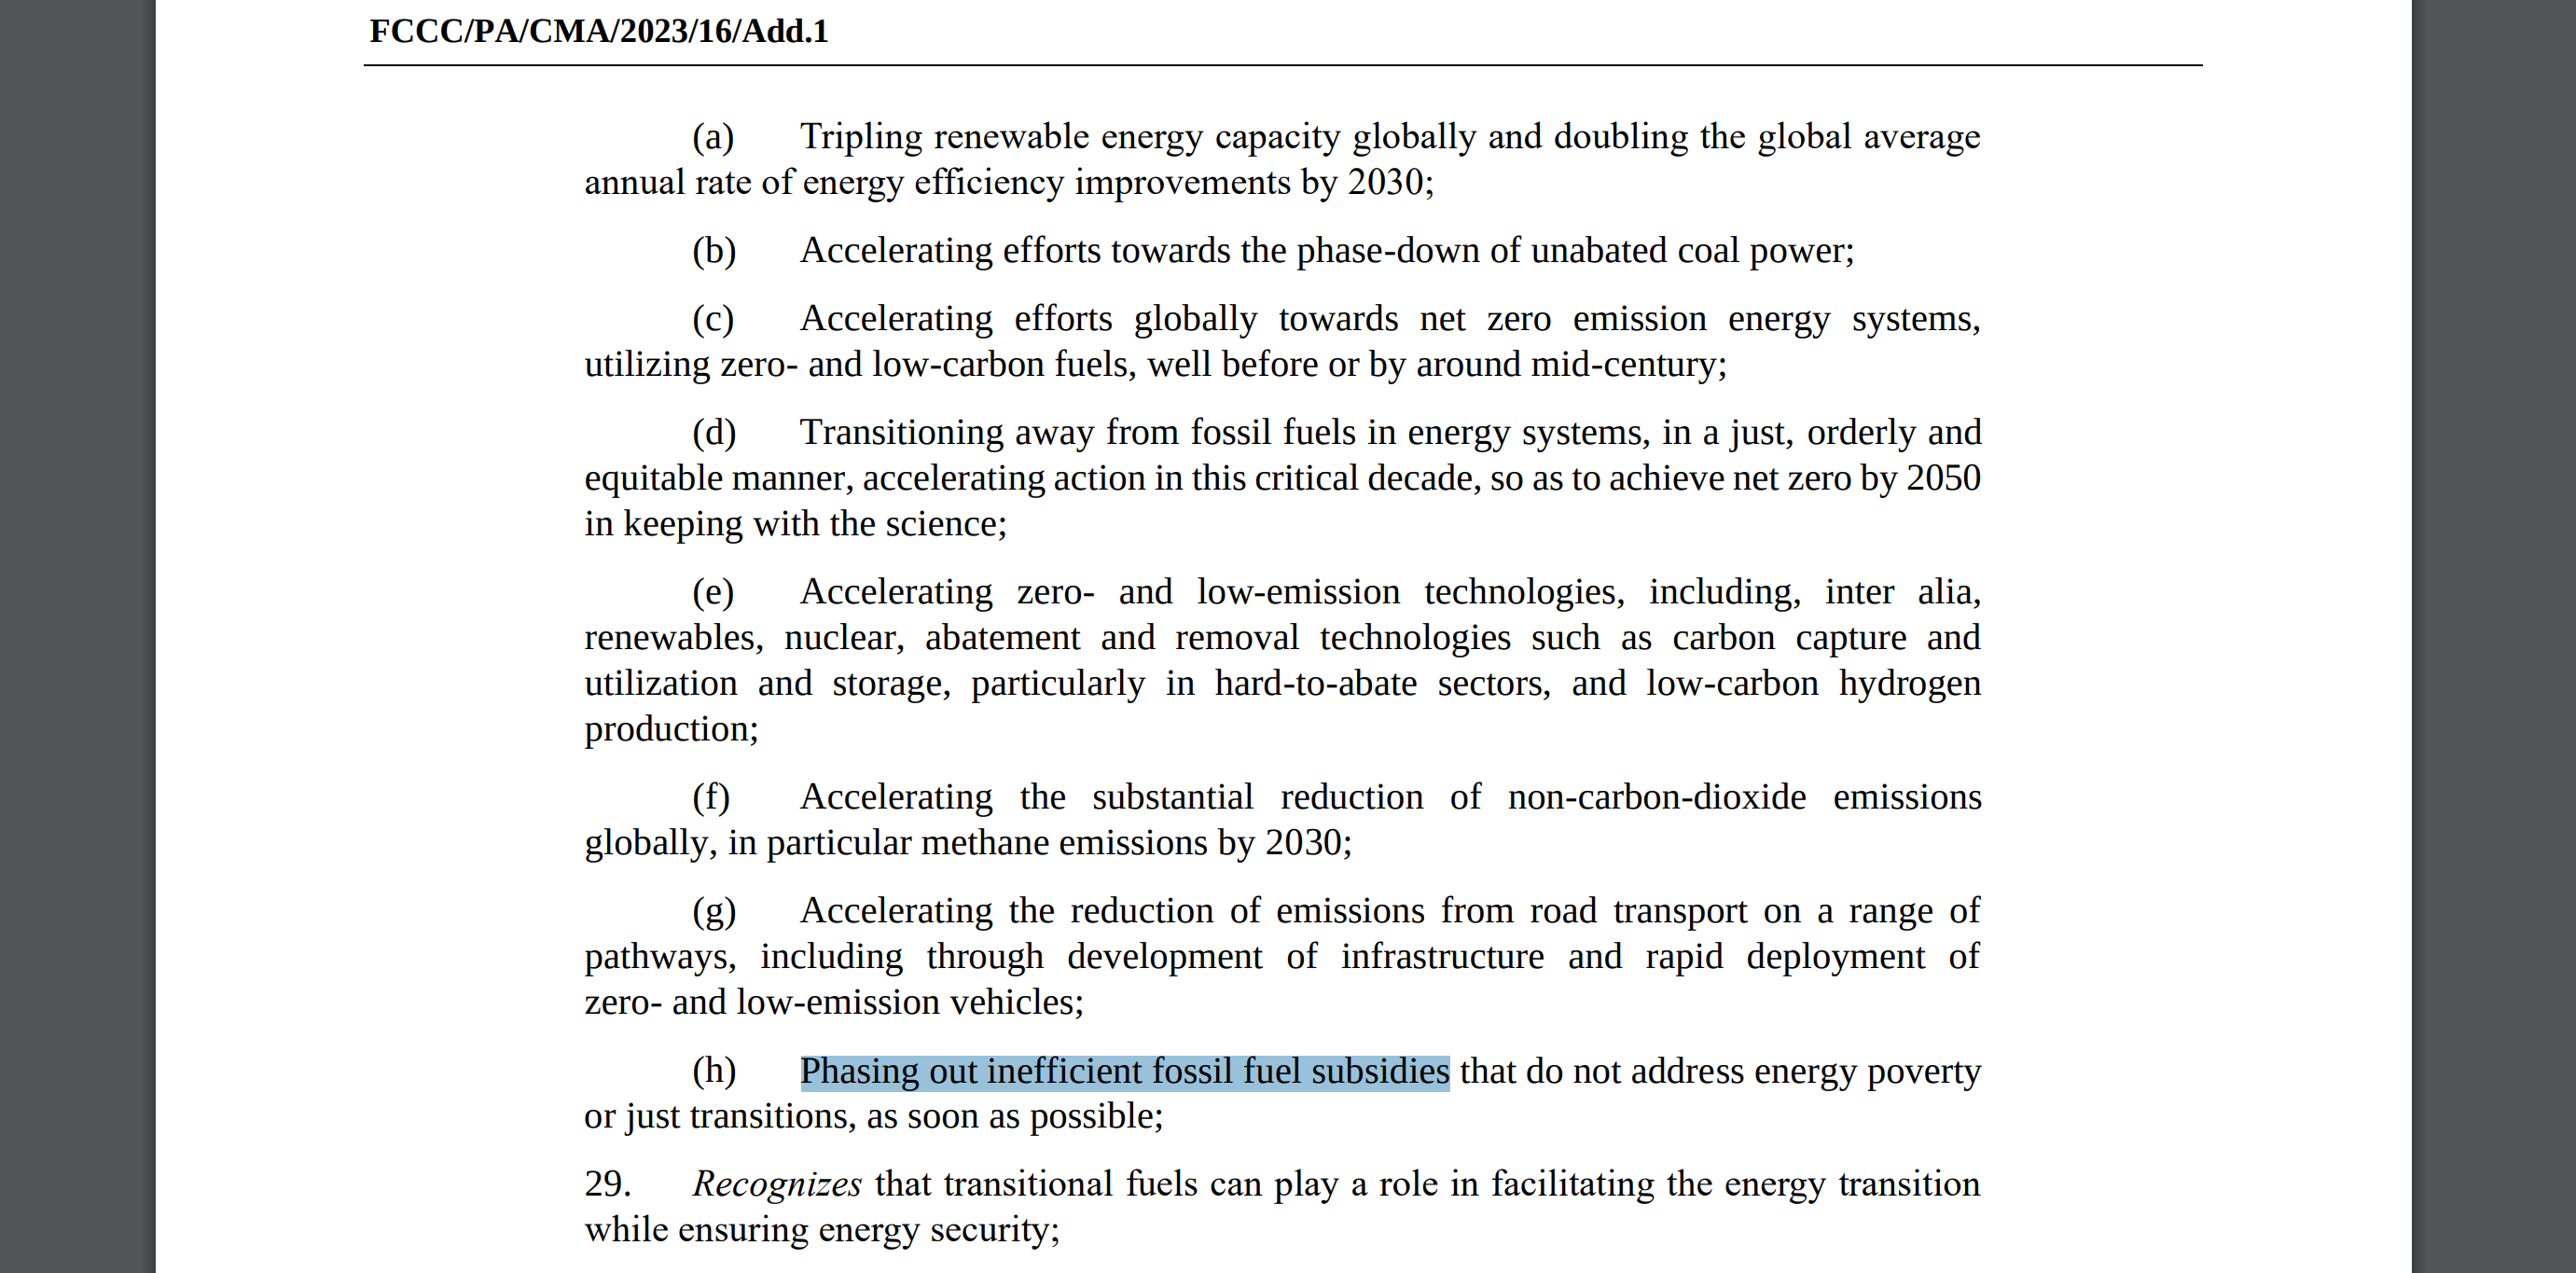 FCCC/PA/CMA/2023/16/Add.1
(a) Tripling renewable energy capacity globally and doubling the global average
annual rate of energy efficiency improvements by 2030;
(b) Accelerating efforts towards the phase-down of unabated coal power;
(c) Accelerating efforts globally towards net zero emission energy systems,
utilizing zero- and low-carbon fuels, well before or by around mid-century;
(d) Transitioning away from fossil fuels in energy systems, in a just, orderly and
equitable manner, accelerating action in this critical decade, so as to achieve net zero by 2050
in keeping with the science;
(e) Accelerating zero- and low-emission technologies, including, inter alia,
renewables, nuclear, abatement and removal technologies such as carbon capture and
utilization and storage, particularly in hard-to-abate sectors, and low-carbon hydrogen
production;
(f) Accelerating the substantial reduction of non-carbon-dioxide emissions
globally, in particular methane emissions by 2030;
(g) Accelerating the reduction of emissions from road transport on a range of
pathways, including through development of infrastructure and rapid deployment of
zero- and low-emission vehicles;
(h) Phasing out inefficient fossil fuel subsidies that do not address energy poverty
or just transitions, as soon as possible;
29. Recognizes that transitional fuels can play a role in facilitating the energy transition
while ensuring energy security;